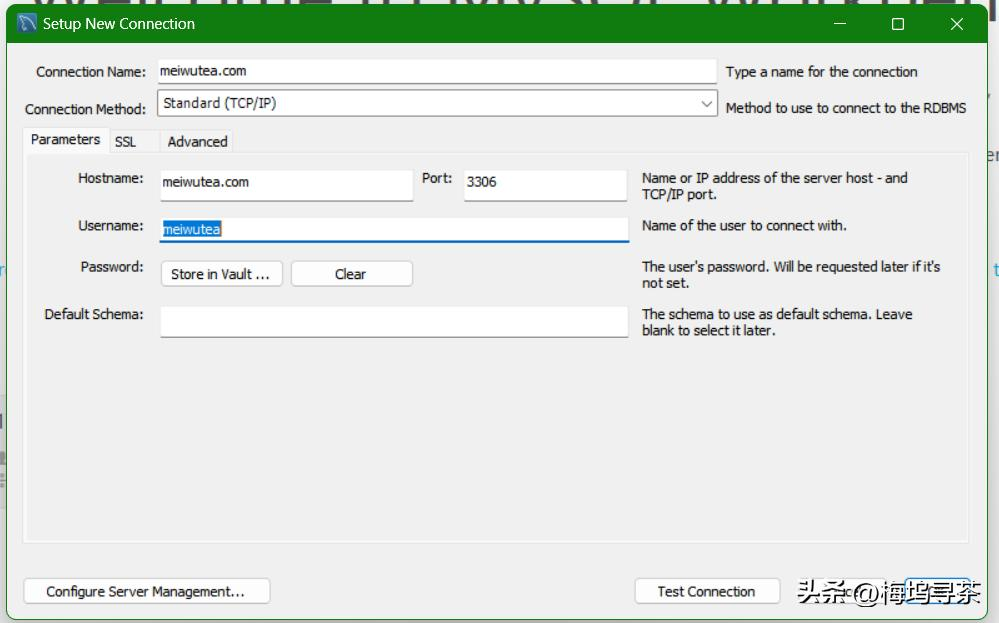 Setup New Connection
Connection Name: meiwutea.com Type a name for the connection
Connection Method: Standard (TCP/IP) Method to use to connect to the RDBMS
Parameters SSL Advanced
Hostname: meiwutea.com Port: 3306 Name or IP address of the server host - and
TCP/IP port.
Username: meiwutea Name of the user to connect with.
Password: Store in Vault ... Clear The user's password. Will be requested later if it's
not set.
Default Schema: The schema to use as default schema. Leave
blank to select it later.
Configure Server Management... Test Connection
头条 @梅坞寻茶